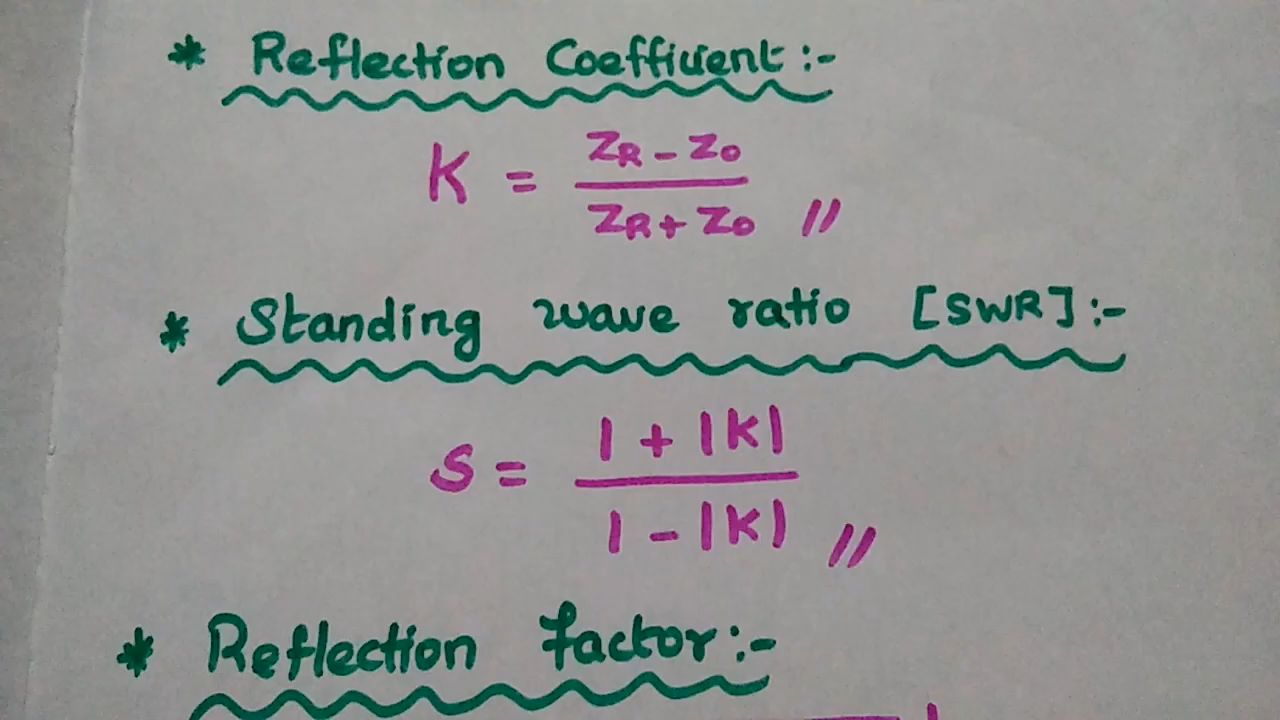 * Reflection Coefficient:-
K = ZR - Z0 / ZR + Z0 //
* Standing wave ratio [SWR]:-
S = 1 + |K| / 1 - |K| //
* Reflection factor:-